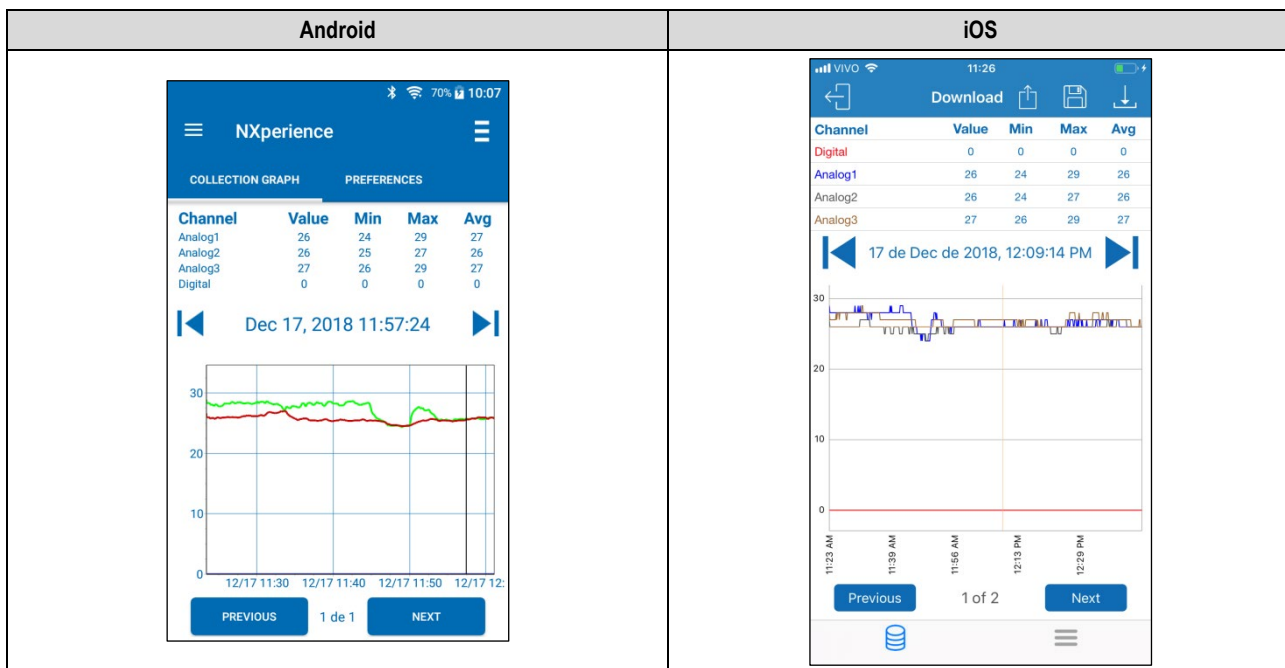 Android
iOS
70% 10:07
NXperience
COLLECTION GRAPH PREFERENCES
Channel Value Min Max Avg
Analog1 26 24 29 27
Analog2 26 25 27 26
Analog3 27 26 29 27
Digital 0 0 0 0
Dec 17, 2018 11:57:24
30
20
10
0
12/17 11:30 12/17 11:40 12/17 11:50 12/17 12:
PREVIOUS 1 de 1 NEXT
VIVO 11:26
Download
Channel Value Min Max Avg
Digital 0 0 0 0
Analog1 26 24 29 26
Analog2 26 24 27 26
Analog3 27 26 29 27
17 de Dec de 2018, 12:09:14 PM
30
20
10
0
11:23 AM
11:39 AM
11:56 AM
12:13 PM
12:29 PM
Previous 1 of 2 Next